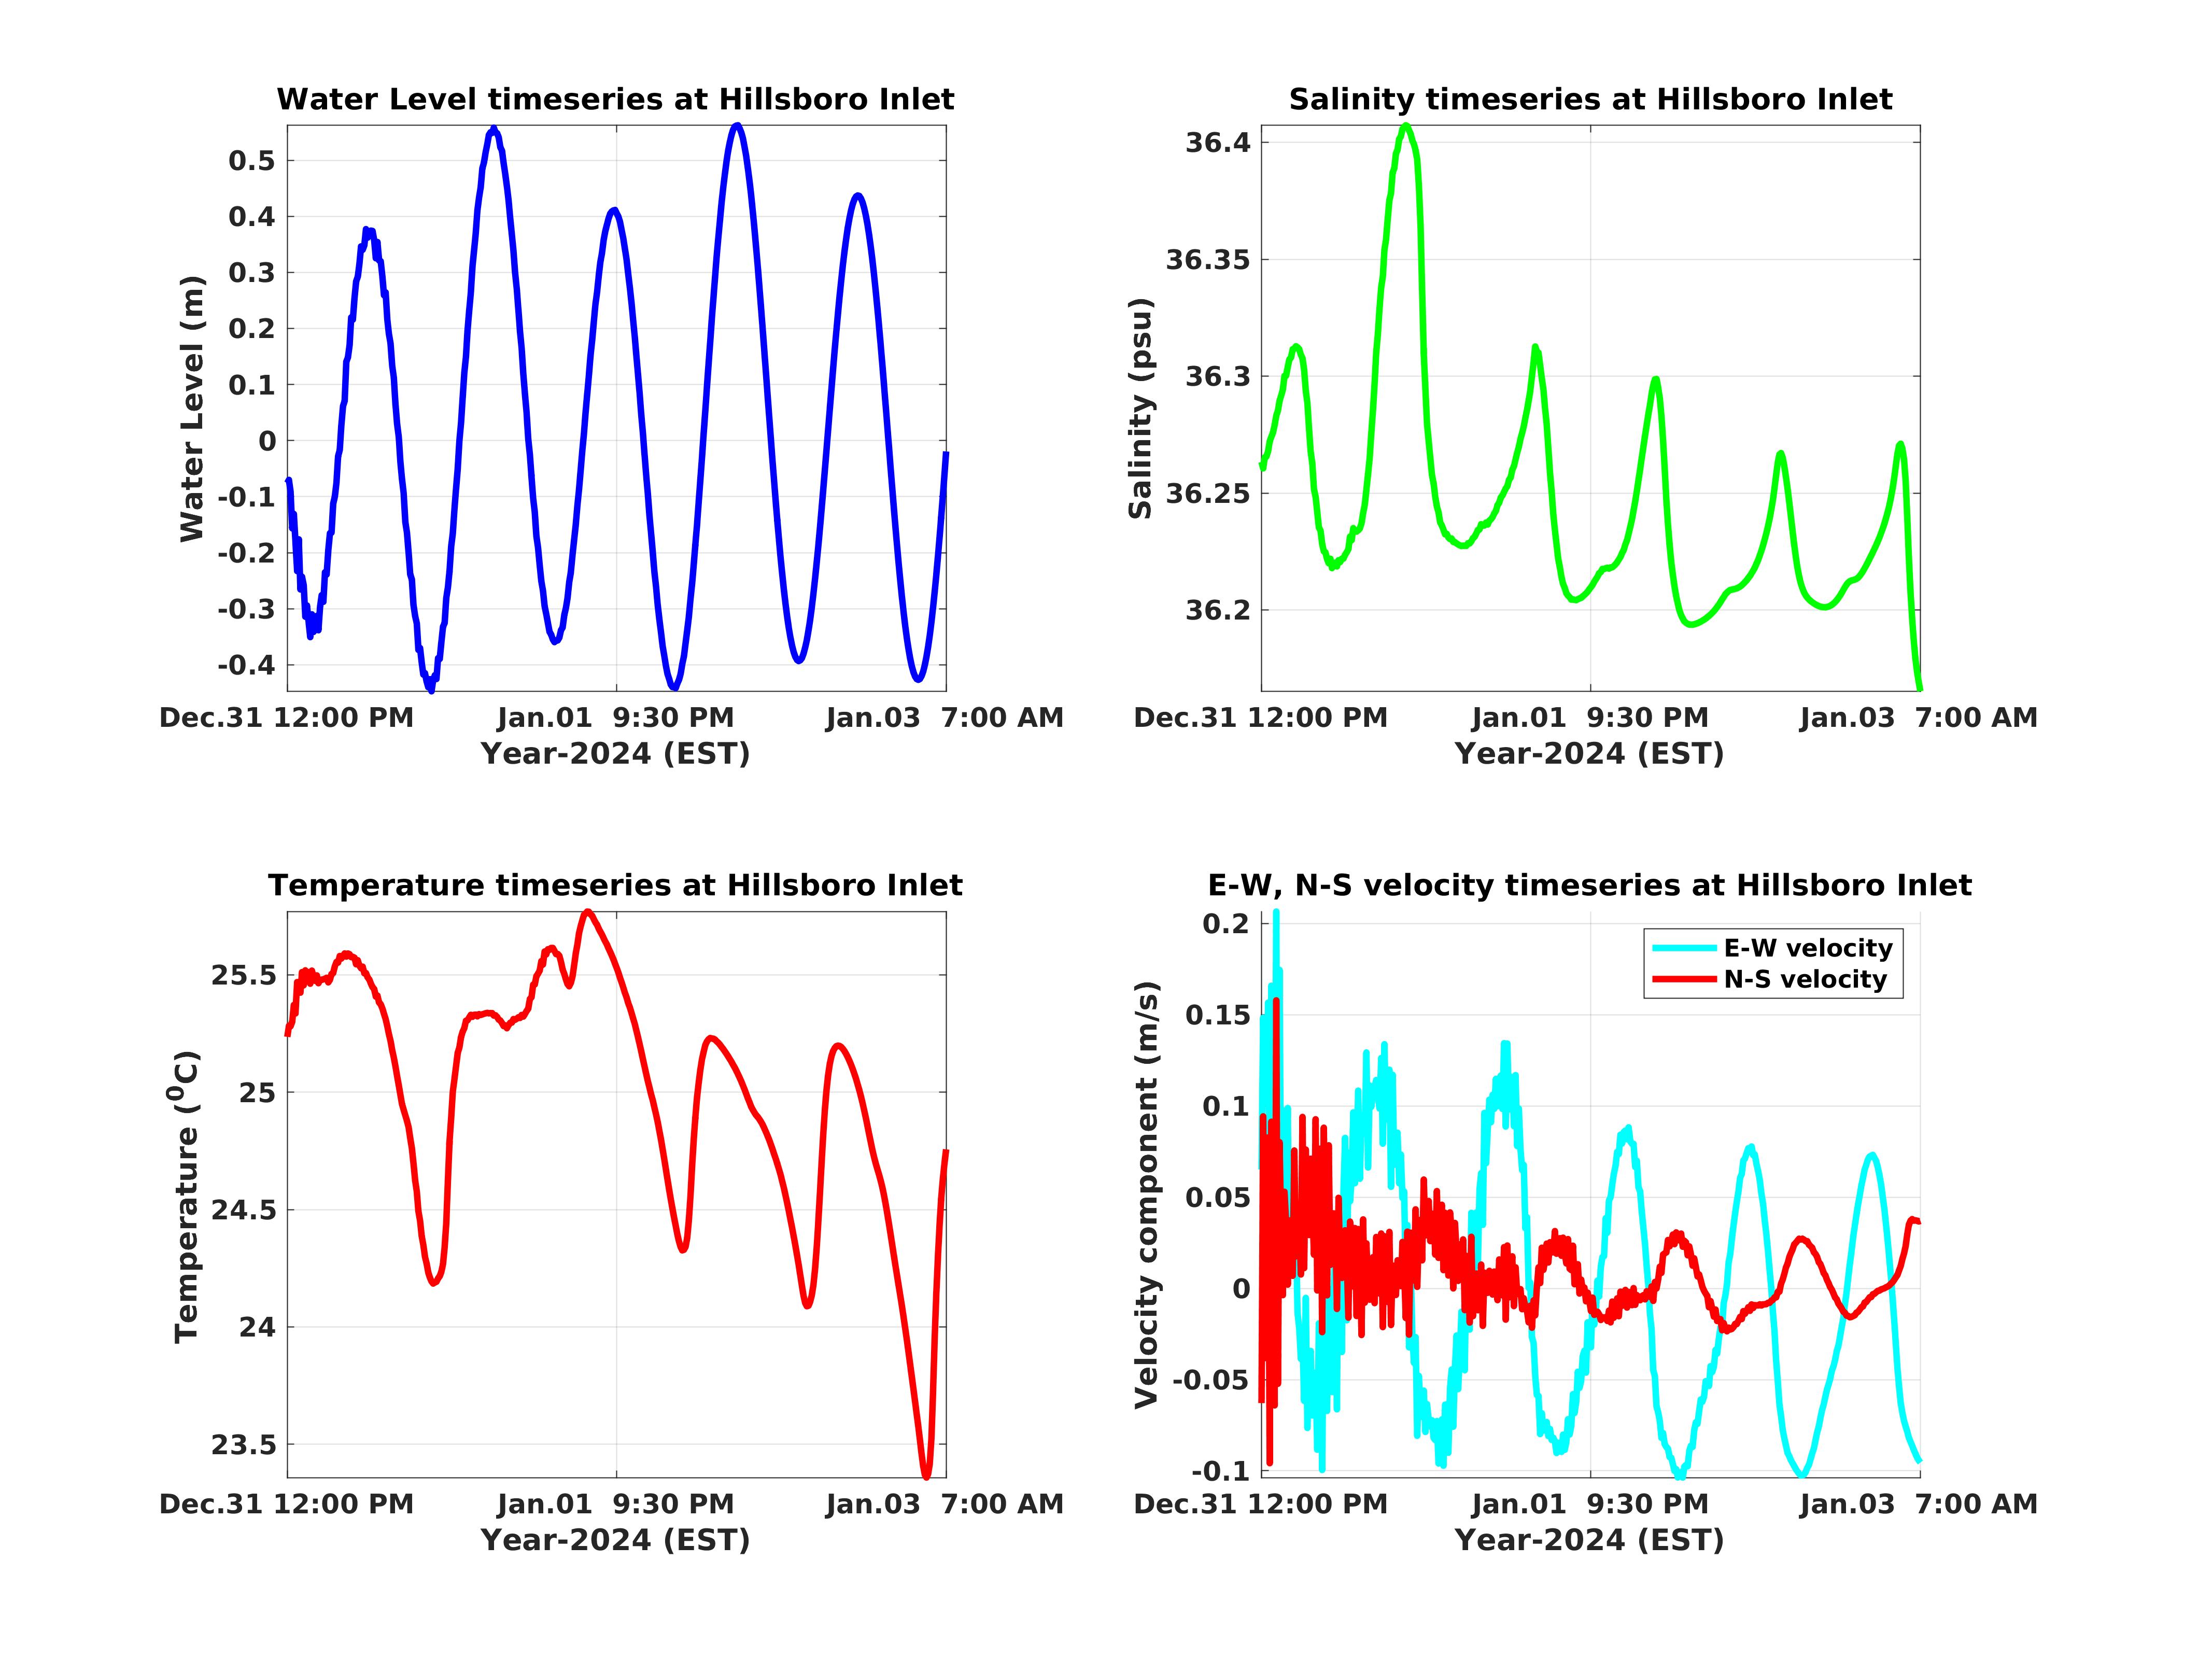 Water Level timeseries at Hillsboro Inlet
0.5
0.4
0.3
0.2
0.1
0
-0.1
-0.2
-0.3
-0.4
Water Level (m)
Dec.31 12:00 PM
Jan.01 9:30 PM
Jan.03 7:00 AM
Year-2024 (EST)
Salinity timeseries at Hillsboro Inlet
36.4
36.35
36.3
36.25
36.2
Salinity (psu)
Dec.31 12:00 PM
Jan.01 9:30 PM
Jan.03 7:00 AM
Year-2024 (EST)
Temperature timeseries at Hillsboro Inlet
25.5
25
24.5
24
23.5
Temperature (⁰C)
Dec.31 12:00 PM
Jan.01 9:30 PM
Jan.03 7:00 AM
Year-2024 (EST)
E-W, N-S velocity timeseries at Hillsboro Inlet
0.2
0.15
0.1
0.05
0
-0.05
-0.1
Velocity component (m/s)
E-W velocity
N-S velocity
Dec.31 12:00 PM
Jan.01 9:30 PM
Jan.03 7:00 AM
Year-2024 (EST)